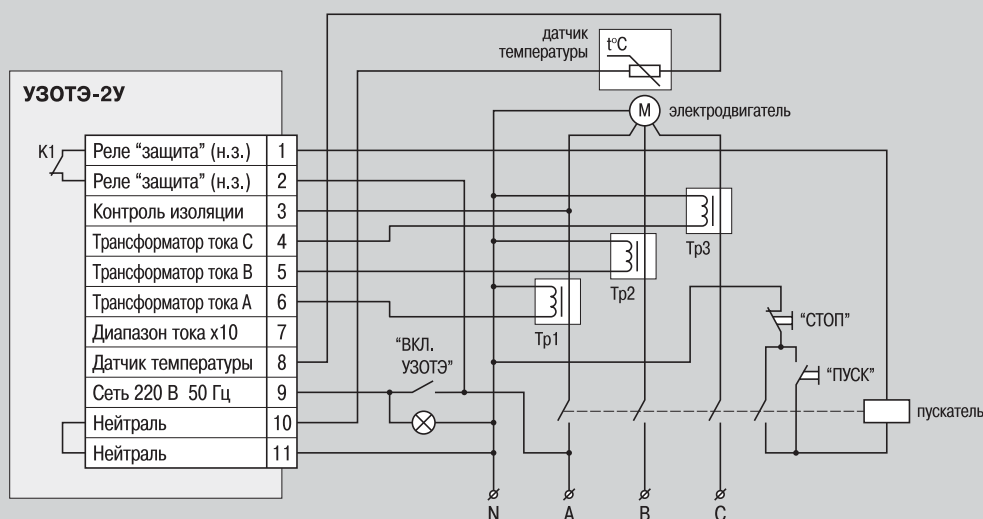 датчик
температуры
t°C
УЗОТЭ-2У
М
электродвигатель
К1
Реле “защита” (н.з.) 1
Реле “защита” (н.з.) 2
Контроль изоляции 3
Трансформатор тока С 4
Трансформатор тока В 5
Трансформатор тока А 6
Диапазон тока х10 7
Датчик температуры 8
Сеть 220 В 50 Гц 9
Нейтраль 10
Нейтраль 11
Тр3
Тр2
Тр1
“ВКЛ.
УЗОТЭ”
“СТОП”
“ПУСК”
пускатель
N A B C